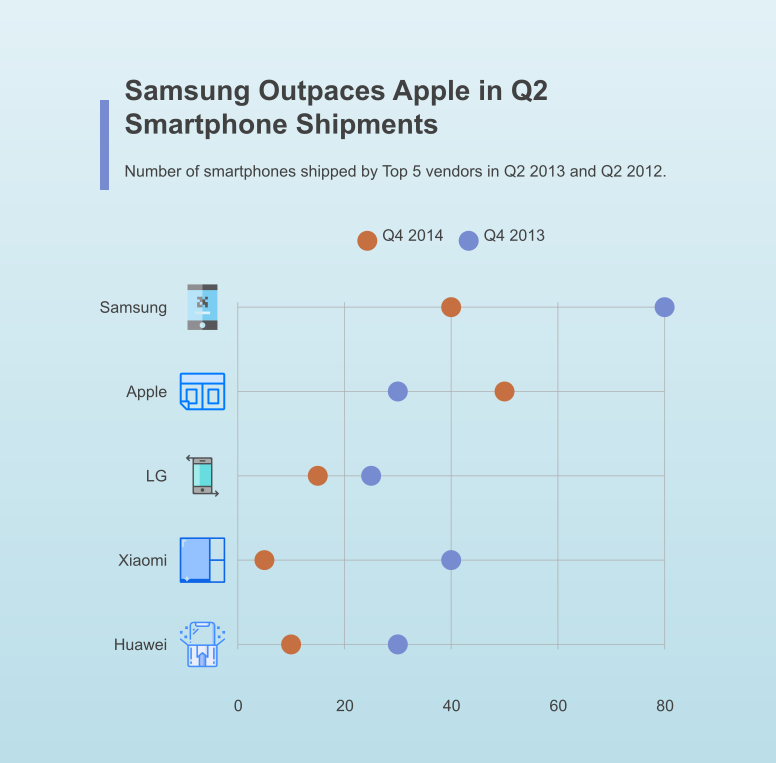 Samsung Outpaces Apple in Q2
Smartphone Shipments
Number of smartphones shipped by Top 5 vendors in Q2 2013 and Q2 2012.
Q4 2014 Q4 2013
Samsung
Apple
LG
Xiaomi
Huawei
0 20 40 60 80